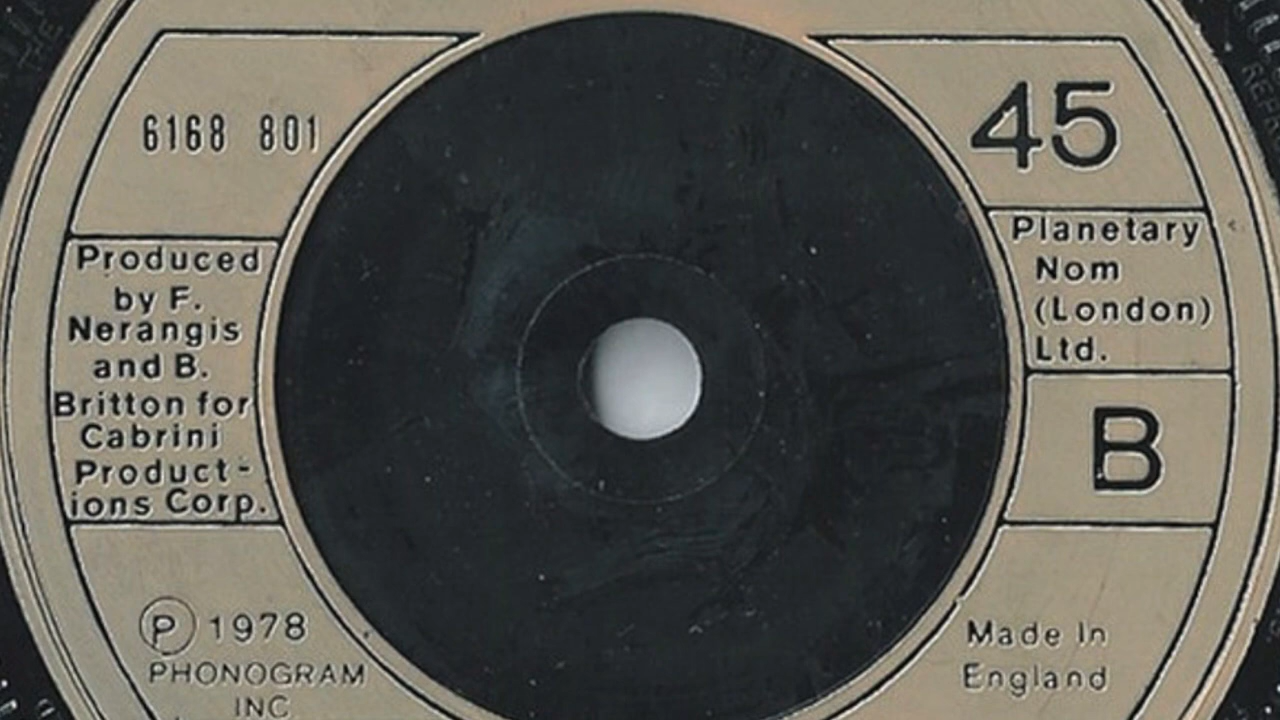 6168 801
45
Produced
by F.
Nerangis
and B.
Britton for
Cabrini
Product-
ions Corp.
Planetary
Nom
(London)
Ltd.
B
Ⓟ 1978
PHONOGRAM
INC
Made In
England